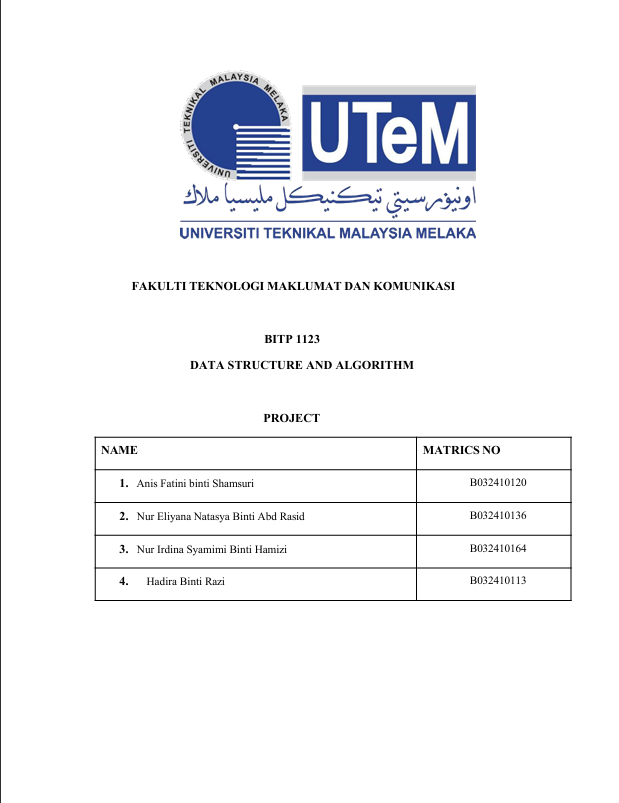 UNIVERSITI TEKNIKAL MALAYSIA MELAKA
UTeM
اونيۏرسيتي تيكنيكل مليسيا ملاك
UNIVERSITI TEKNIKAL MALAYSIA MELAKA
FAKULTI TEKNOLOGI MAKLUMAT DAN KOMUNIKASI
BITP 1123
DATA STRUCTURE AND ALGORITHM
PROJECT
NAME MATRICS NO
1. Anis Fatini binti Shamsuri B032410120
2. Nur Eliyana Natasya Binti Abd Rasid B032410136
3. Nur Irdina Syamimi Binti Hamizi B032410164
4. Hadira Binti Razi B032410113